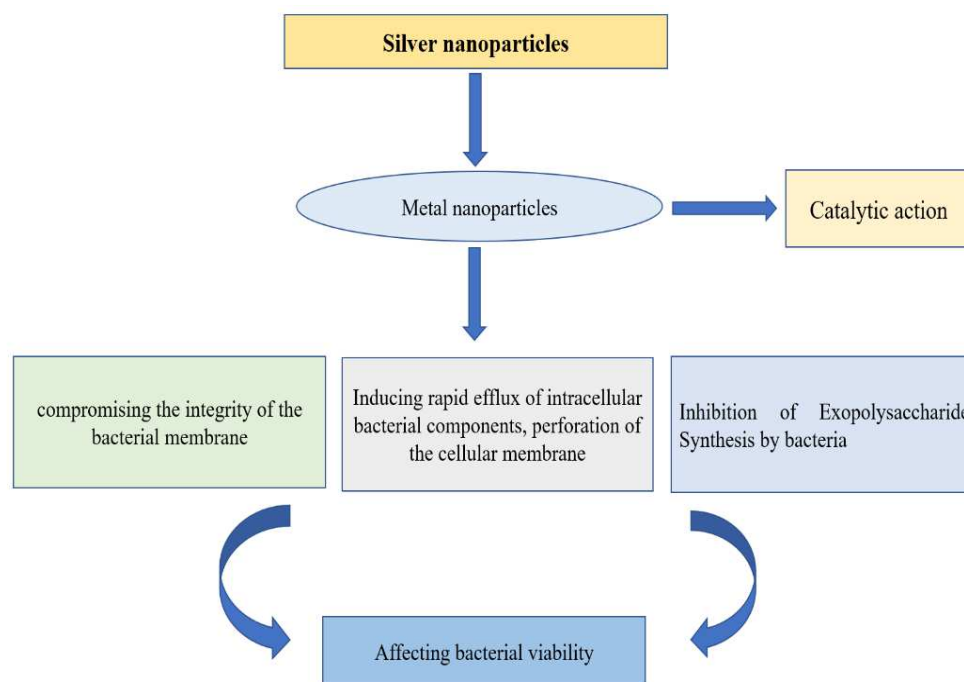 Silver nanoparticles
Metal nanoparticles
Catalytic action
compromising the integrity of the
bacterial membrane
Inducing rapid efflux of intracellular
bacterial components, perforation of
the cellular membrane
Inhibition of Exopolysaccharide
Synthesis by bacteria
Affecting bacterial viability